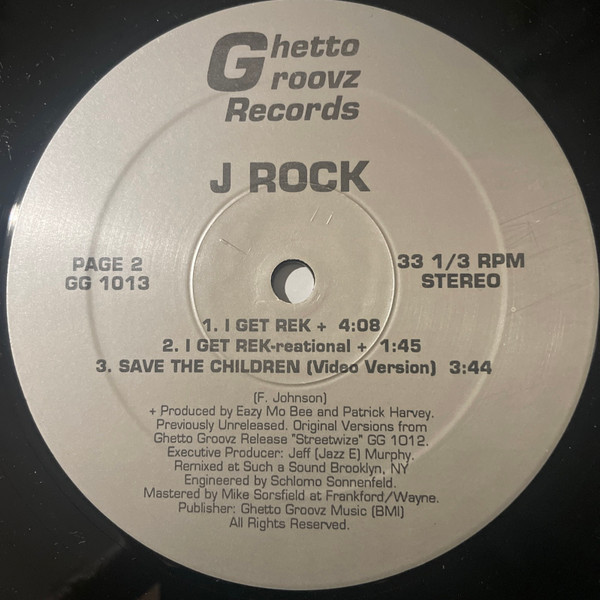 Ghetto
Groovz
Records
J ROCK
PAGE 2
GG 1013
33 1/3 RPM
STEREO
1. I GET REK + 4:08
2. I GET REK-reational + 1:45
3. SAVE THE CHILDREN (Video Version) 3:44
(F. Johnson)
+ Produced by Eazy Mo Bee and Patrick Harvey.
Previously Unreleased. Original Versions from
Ghetto Groovz Release "Streetwize" GG 1012.
Executive Producer: Jeff (Jazz E) Murphy.
Remixed at Such a Sound Brooklyn, NY
Engineered by Schlomo Sonnenfeld.
Mastered by Mike Sorsfield at Frankford/Wayne.
Publisher: Ghetto Groovz Music (BMI)
All Rights Reserved.